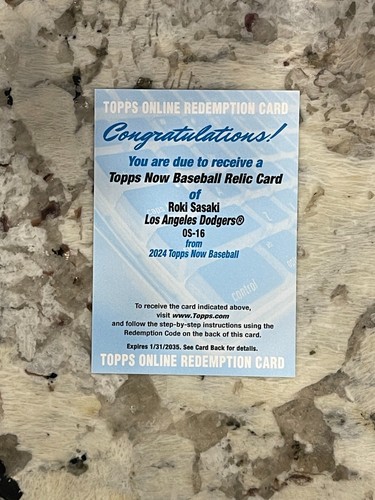 TOPPS ONLINE REDEMPTION CARD
Congratulations!
You are due to receive a
Topps Now Baseball Relic Card
of
Roki Sasaki
Los Angeles Dodgers®
OS-16
from
2024 Topps Now Baseball
control
To receive the card indicated above,
visit www.Topps.com
and follow the step-by-step instructions using the
Redemption Code on the back of this card.
Expires 1/31/2035. See Card Back for details.
TOPPS ONLINE REDEMPTION CARD